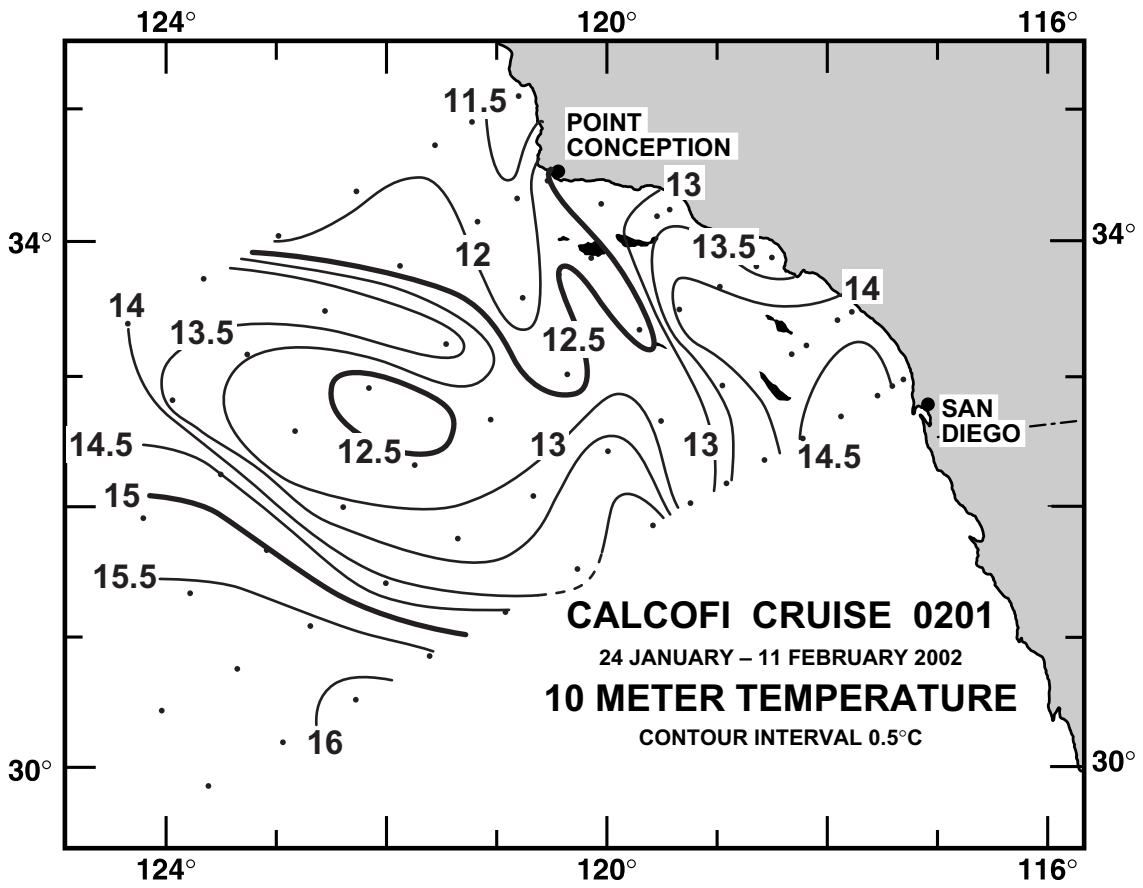 124° 120° 116°
11.5
POINT
CONCEPTION
13
34° 12 13.5 34°
14 14
13.5 12.5
SAN
DIEGO
14.5 12.5 13 13 14.5
15
15.5
CALCOFI CRUISE 0201
24 JANUARY – 11 FEBRUARY 2002
10 METER TEMPERATURE
CONTOUR INTERVAL 0.5°C
16
30° 30°
124° 120° 116°